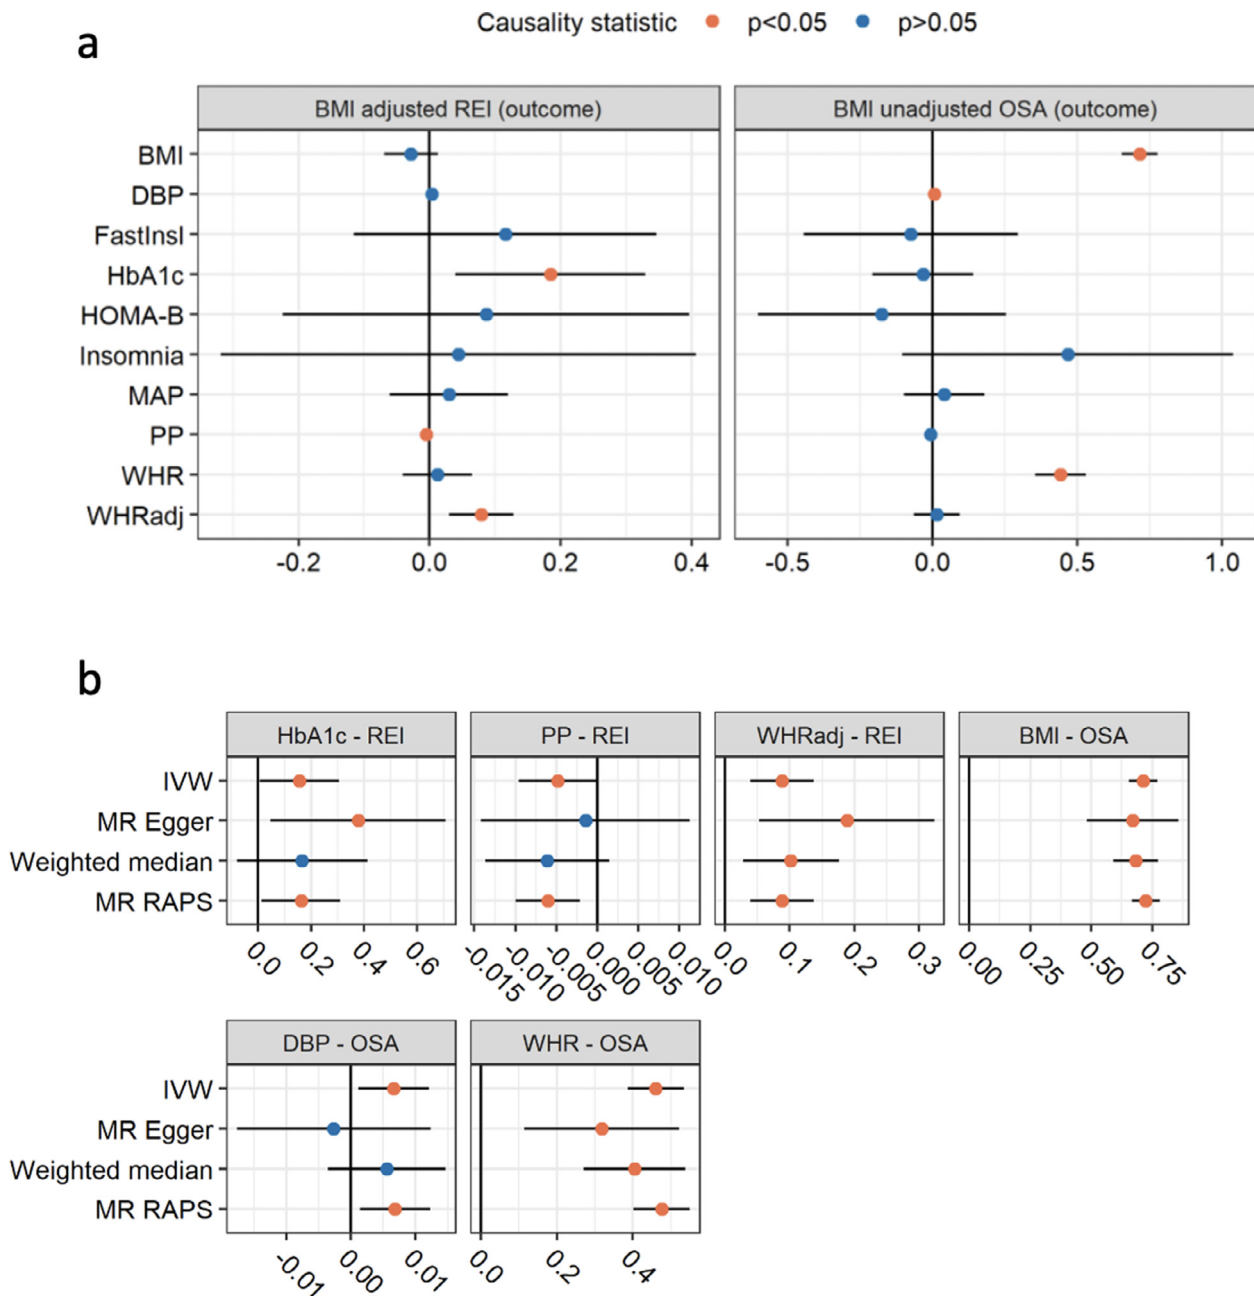 Causality statistic p<0.05 p>0.05
a
BMI adjusted REI (outcome) BMI unadjusted OSA (outcome)
BMI
DBP
FastInsl
HbA1c
HOMA-B
Insomnia
MAP
PP
WHR
WHRadj
-0.2 0.0 0.2 0.4 -0.5 0.0 0.5 1.0
b
HbA1c - REI PP - REI WHRadj - REI BMI - OSA
IVW
MR Egger
Weighted median
MR RAPS
0.0 0.2 0.4 0.6 -0.015 -0.010 -0.005 0.000 0.005 0.010 0.0 0.1 0.2 0.3 0.00 0.25 0.50 0.75
DBP - OSA WHR - OSA
IVW
MR Egger
Weighted median
MR RAPS
-0.01 0.00 0.01 0.0 0.2 0.4